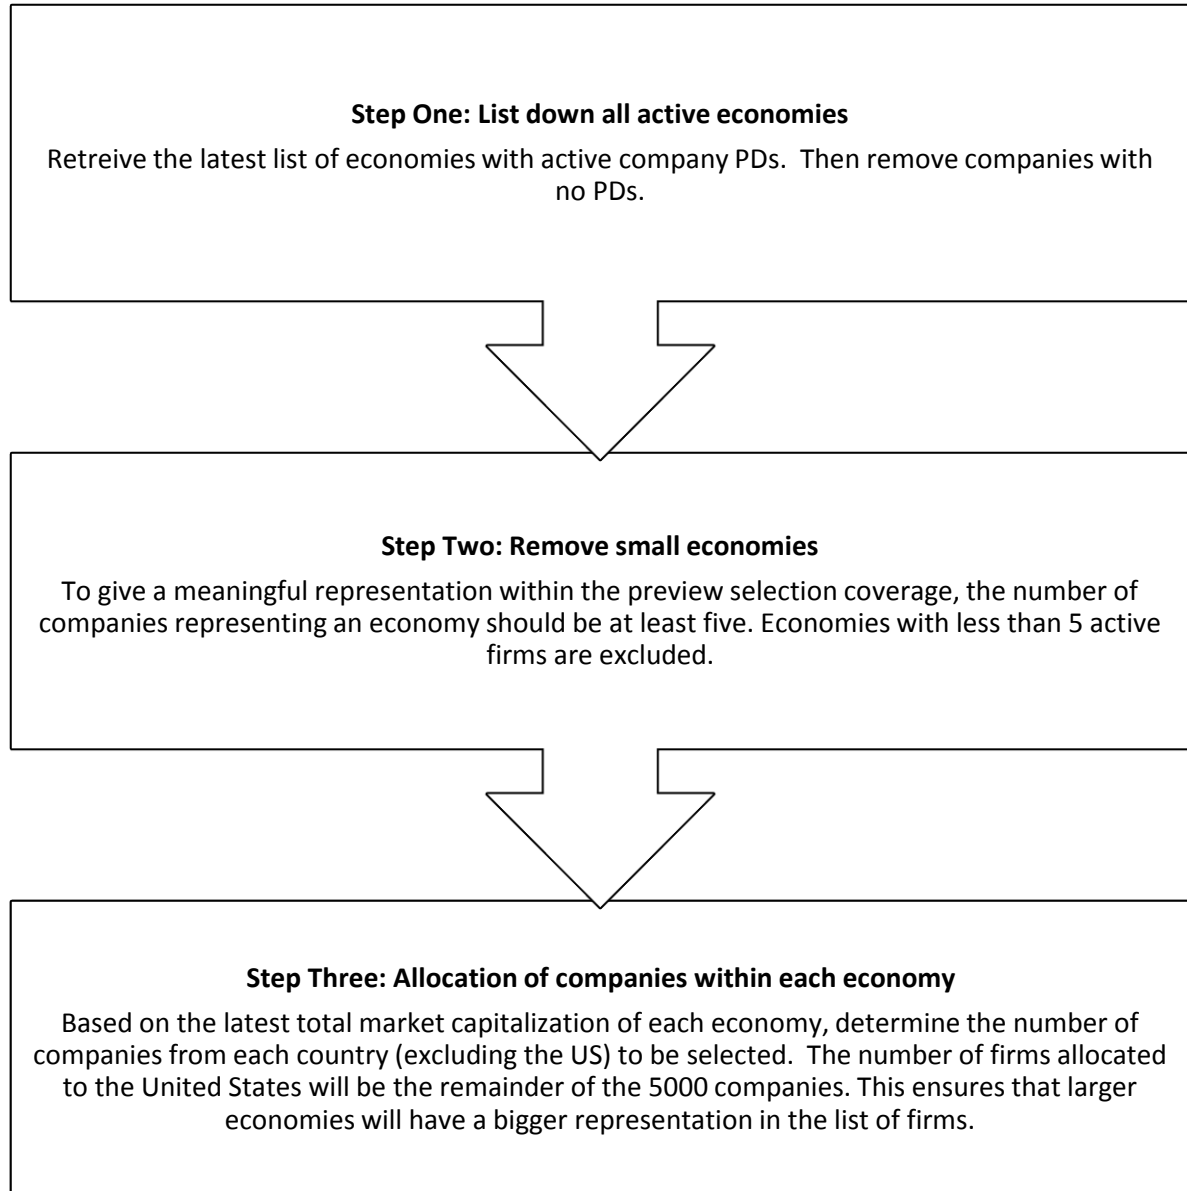 Step One: List down all active economies
Retreive the latest list of economies with active company PDs.  Then remove companies with
no PDs.
Step Two: Remove small economies
To give a meaningful representation within the preview selection coverage, the number of
companies representing an economy should be at least five. Economies with less than 5 active
firms are excluded.
Step Three: Allocation of companies within each economy
Based on the latest total market capitalization of each economy, determine the number of
companies from each country (excluding the US) to be selected.  The number of firms allocated
to the United States will be the remainder of the 5000 companies. This ensures that larger
economies will have a bigger representation in the list of firms.